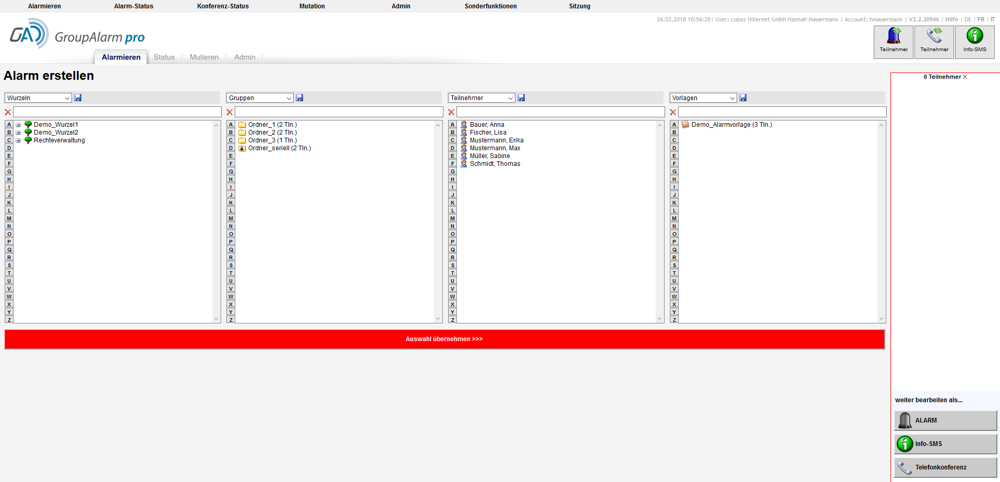 Alarmieren Alarm-Status Konferenz-Status Mutation Admin Sonderfunktionen Sitzung
26.03.2018 10:56:28| User: cubos Internet GmbH Hannah Mauermann | Account: hmauermann | V2.2.20946 | Hilfe | DE | FR | IT
GAD GroupAlarm pro
Teilnehmer Teilnehmer Info-SMS
Alarmieren Status Mutieren Admin
Alarm erstellen
0 Teilnehmer
Wurzeln Gruppen Teilnehmer Vorlagen
A Demo_Wurzel1 A Ordner_1 (2 Tln.) A Bauer, Anna A Demo_Alarmvorlage (3 Tln.)
B Demo_Wurzel2 B Ordner_2 (2 Tln.) B Fischer, Lisa B
C Rechteverwaltung C Ordner_3 (1 Tln.) C Mustermann, Erika C
D D Ordner_seriell (2 Tln.) D Mustermann, Max D
E E E Müller, Sabine E
F F F Schmidt, Thomas F
G G G G
H H H H
I I I I
J J J J
K K K K
L L L L
M M M M
N N N N
O O O O
P P P P
Q Q Q Q
R R R R
S S S S
T T T T
U U U U
V V V V
W W W W
X X X X
Y Y Y Y
Z Z Z Z
Auswahl übernehmen >>>
weiter bearbeiten als...
ALARM
Info-SMS
Telefonkonferenz